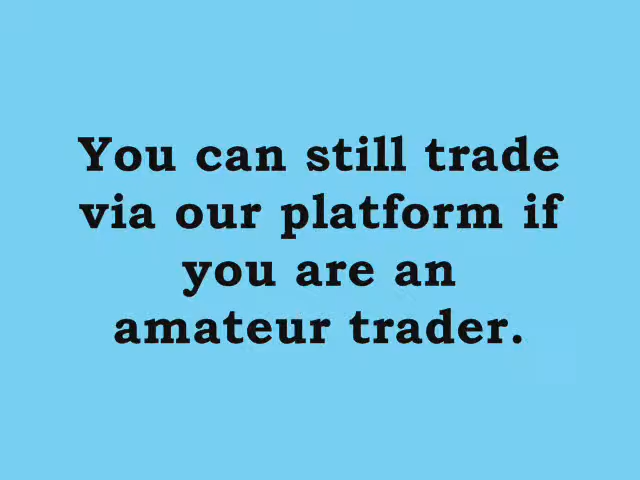 You can still trade
via our platform if
you are an
amateur trader.